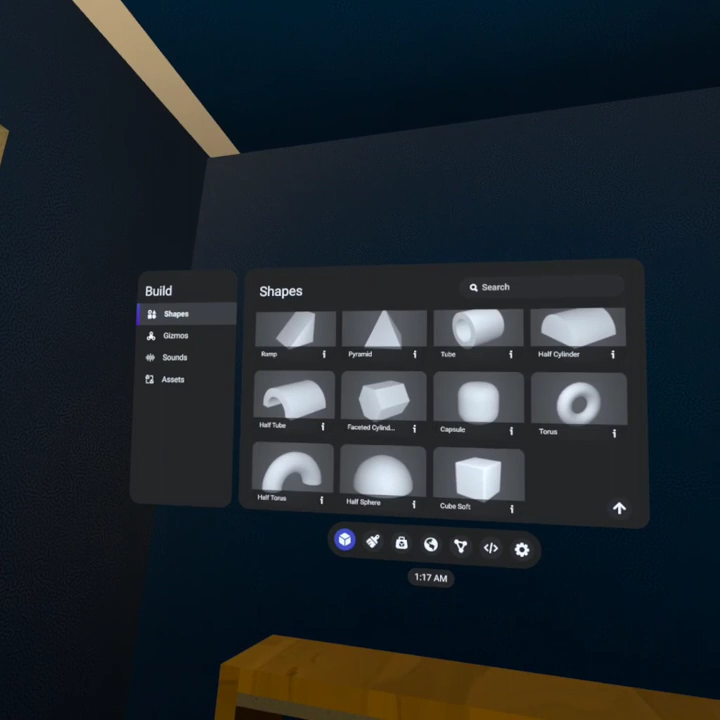 Build
Shapes
Gizmos
Sounds
Assets
Shapes
Search
Ramp
Pyramid
Tube
Half Cylinder
Half Tube
Faceted Cylind...
Capsule
Torus
Half Torus
Half Sphere
Cube Soft
1:17 AM